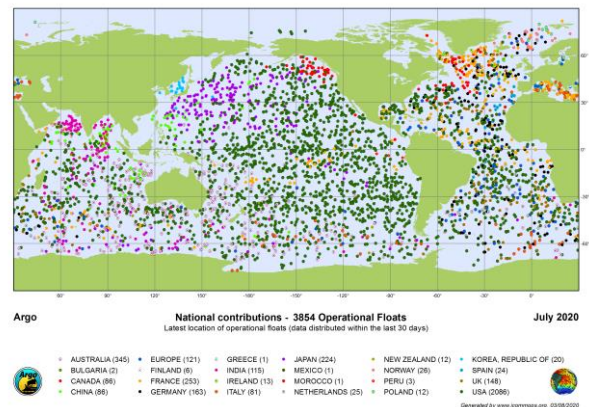 60°
30°
0°
-30°
-60°
60° 90° 120° 150° 180° -150° -120° -90° -60° -30° 0°
Argo National contributions - 3854 Operational Floats July 2020
Latest location of operational floats (data distributed within the last 30 days)
AUSTRALIA (345) EUROPE (121) GREECE (1) JAPAN (224) NEW ZEALAND (12) KOREA, REPUBLIC OF (20)
BULGARIA (2) FINLAND (6) INDIA (115) MEXICO (1) NORWAY (26) SPAIN (24)
CANADA (86) FRANCE (253) IRELAND (13) MOROCCO (1) PERU (3) UK (148)
CHINA (86) GERMANY (163) ITALY (81) NETHERLANDS (25) POLAND (12) USA (2086)
Argo
Generated by www.jcommops.org, 03/08/2020